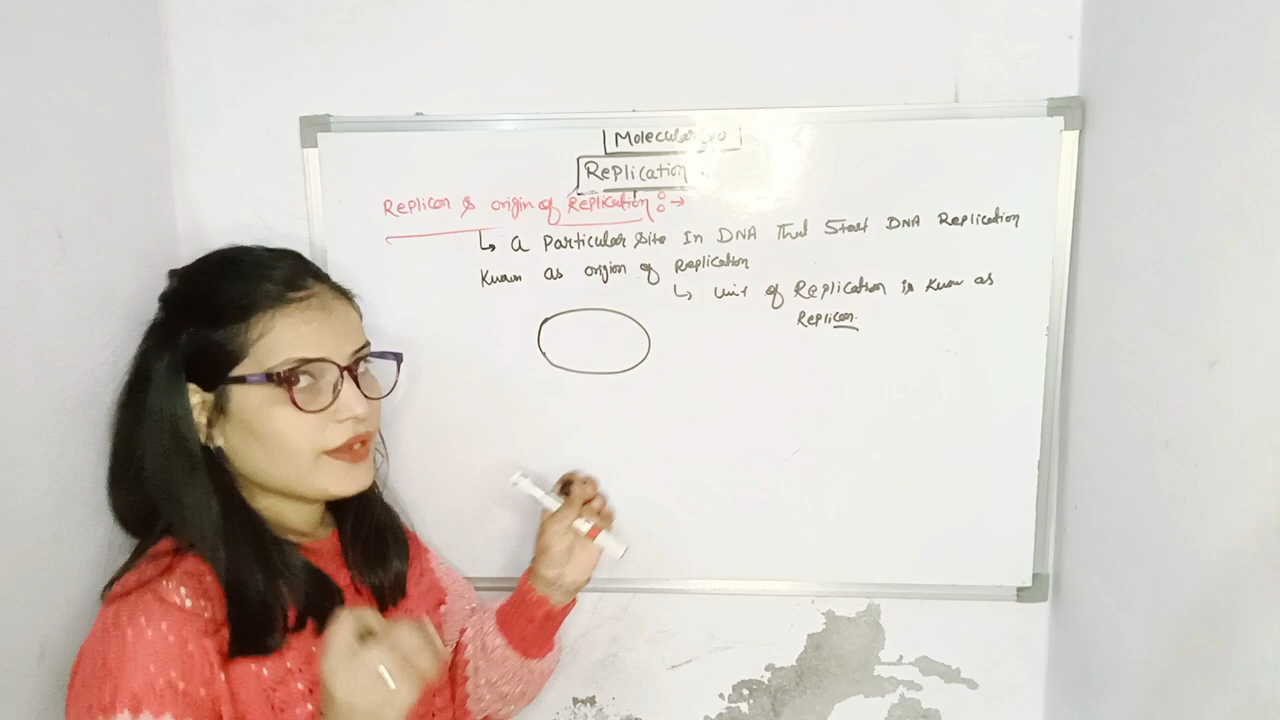 Molecular
Replication
Replicon & origin of Replication :→
↳ a Particular Site In DNA That Start DNA Replication
Known as origin of Replication
↳ Unit of Replication is Known as
Replicon.